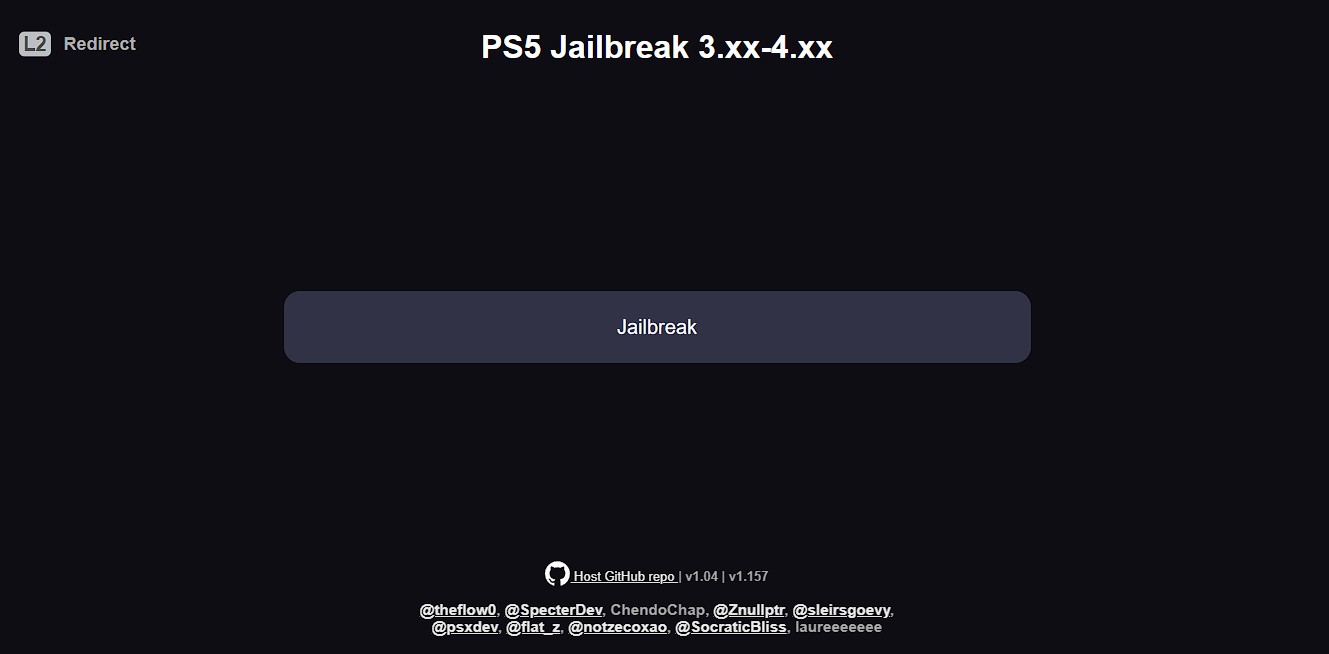 L2 Redirect
PS5 Jailbreak 3.xx-4.xx
Jailbreak
Host GitHub repo | v1.04 | v1.157
@theflow0, @SpecterDev, ChendoChap, @Znullptr, @sleirsgoevy,
@psxdev, @flat_z, @notzecoxao, @SocraticBliss, laureeeeeee